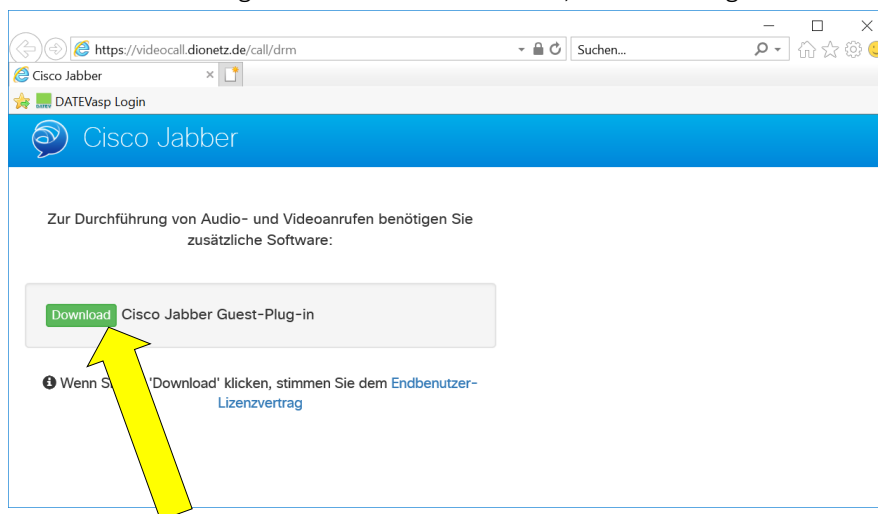 https://videocall.dionetz.de/call/drm
Suchen...
Cisco Jabber
DATEVasp Login
Cisco Jabber
Zur Durchführung von Audio- und Videoanrufen benötigen Sie
zusätzliche Software:
Download Cisco Jabber Guest-Plug-in
Wenn S 'Download' klicken, stimmen Sie dem Endbenutzer-
Lizenzvertrag